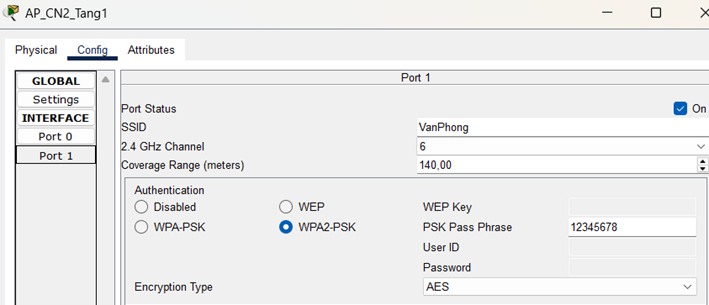 AP_CN2_Tang1
Physical Config Attributes
GLOBAL
Settings
INTERFACE
Port 0
Port 1
Port 1
Port Status On
SSID VanPhong
2.4 GHz Channel 6
Coverage Range (meters) 140,00
Authentication
Disabled WEP WEP Key
WPA-PSK WPA2-PSK PSK Pass Phrase 12345678
User ID
Password
Encryption Type AES